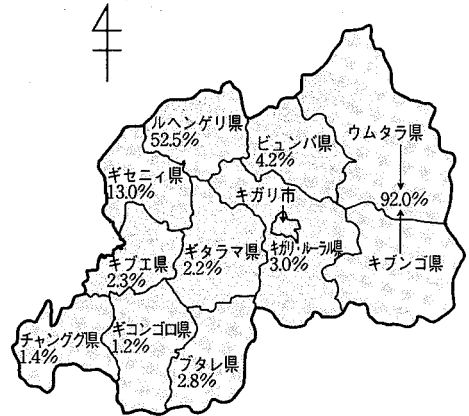 ルヘンゲリ県
52.5%
ビュンバ県
4.2%
ウムタラ県
92.0%
キブンゴ県
ギセニィ県
13.0%
キガリ市
キガリ・ルーラル県
3.0%
ギタラマ県
2.2%
キブエ県
2.3%
チャンググ県
1.4%
ギコンゴロ県
1.2%
ブタレ県
2.8%